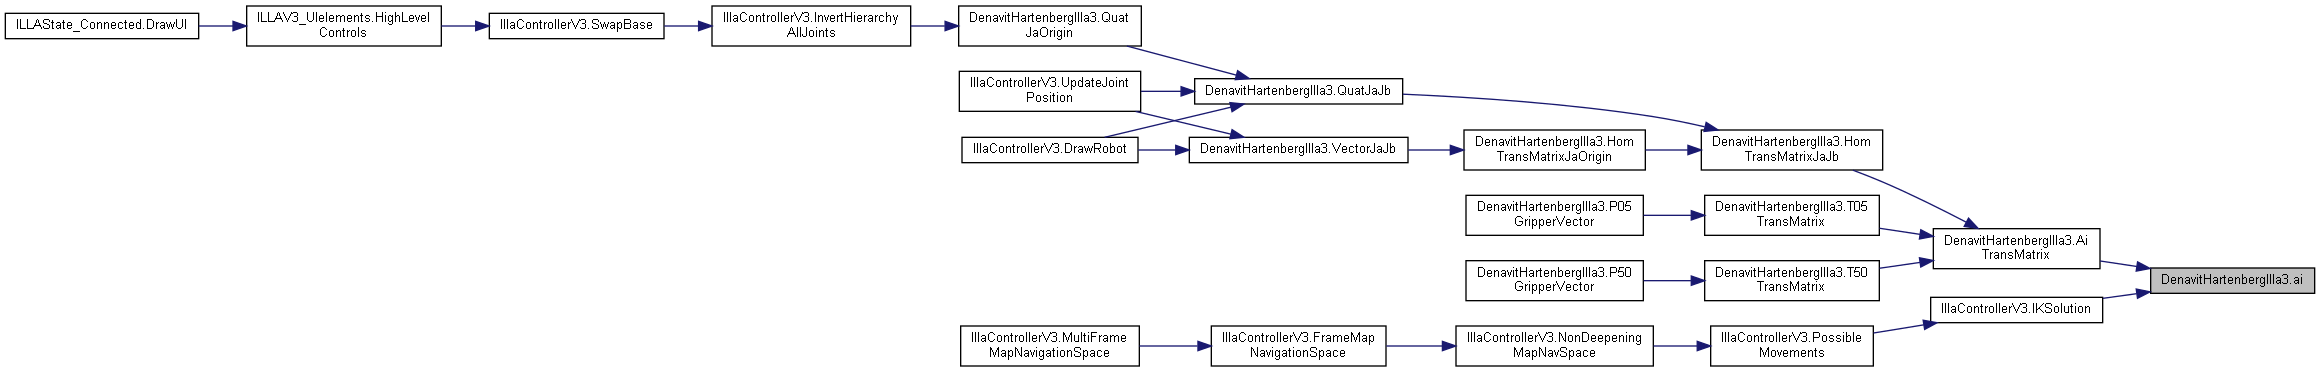 ILLAState_Connected.DrawUI
ILLAV3_UIelements.HighLevel
Controls
IllaControllerV3.SwapBase
IllaControllerV3.InvertHierarchy
AllJoints
DenavitHartenbergIlla3.Quat
JaOrigin
IllaControllerV3.UpdateJoint
Position
DenavitHartenbergIlla3.QuatJaJb
IllaControllerV3.DrawRobot
DenavitHartenbergIlla3.VectorJaJb
DenavitHartenbergIlla3.Hom
TransMatrixJaOrigin
DenavitHartenbergIlla3.Hom
TransMatrixJaJb
DenavitHartenbergIlla3.P05
GripperVector
DenavitHartenbergIlla3.T05
TransMatrix
DenavitHartenbergIlla3.Ai
TransMatrix
DenavitHartenbergIlla3.P50
GripperVector
DenavitHartenbergIlla3.T50
TransMatrix
DenavitHartenbergIlla3.ai
IllaControllerV3.IKSolution
IllaControllerV3.MultiFrame
MapNavigationSpace
IllaControllerV3.FrameMap
NavigationSpace
IllaControllerV3.NonDeepening
MapNavSpace
IllaControllerV3.Possible
Movements